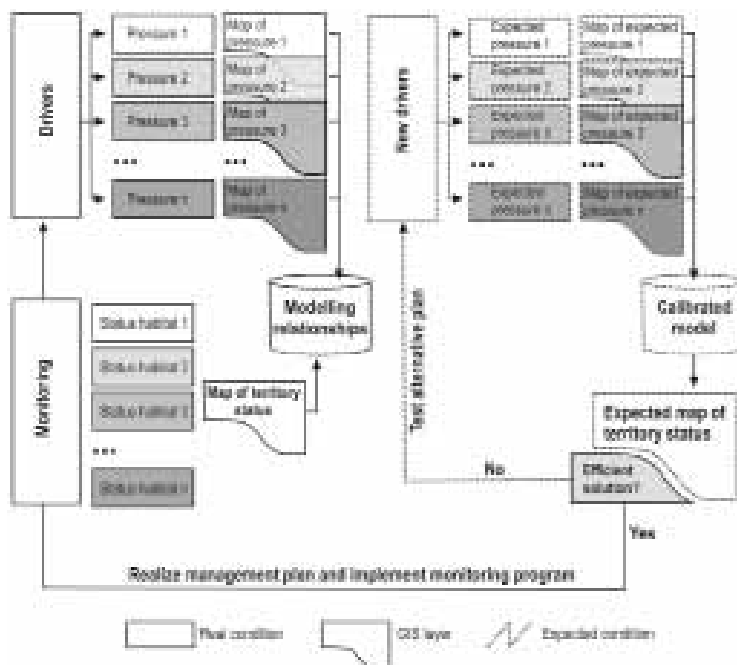 Drivers
Pressure 1
Pressure 2
Pressure 3
...
Pressure n
Map of
pressure 1
Map of
pressure 2
Map of
pressure 3
...
Map of
pressure n
New drivers
Expected
pressure 1
Expected
pressure 2
Expected
pressure 3
...
Expected
pressure n
Map of expected
pressure 1
Map of expected
pressure 2
Map of expected
pressure 3
...
Map of expected
pressure n
Monitoring
Status habitat 1
Status habitat 2
Status habitat 3
...
Status habitat n
Map of territory
status
Modelling
relationships
Test alternative plan
Calibrated
model
Expected map of
territory status
Efficient
solution?
No
Yes
Realize management plan and implement monitoring program
Real condition
GIS layer
Expected condition